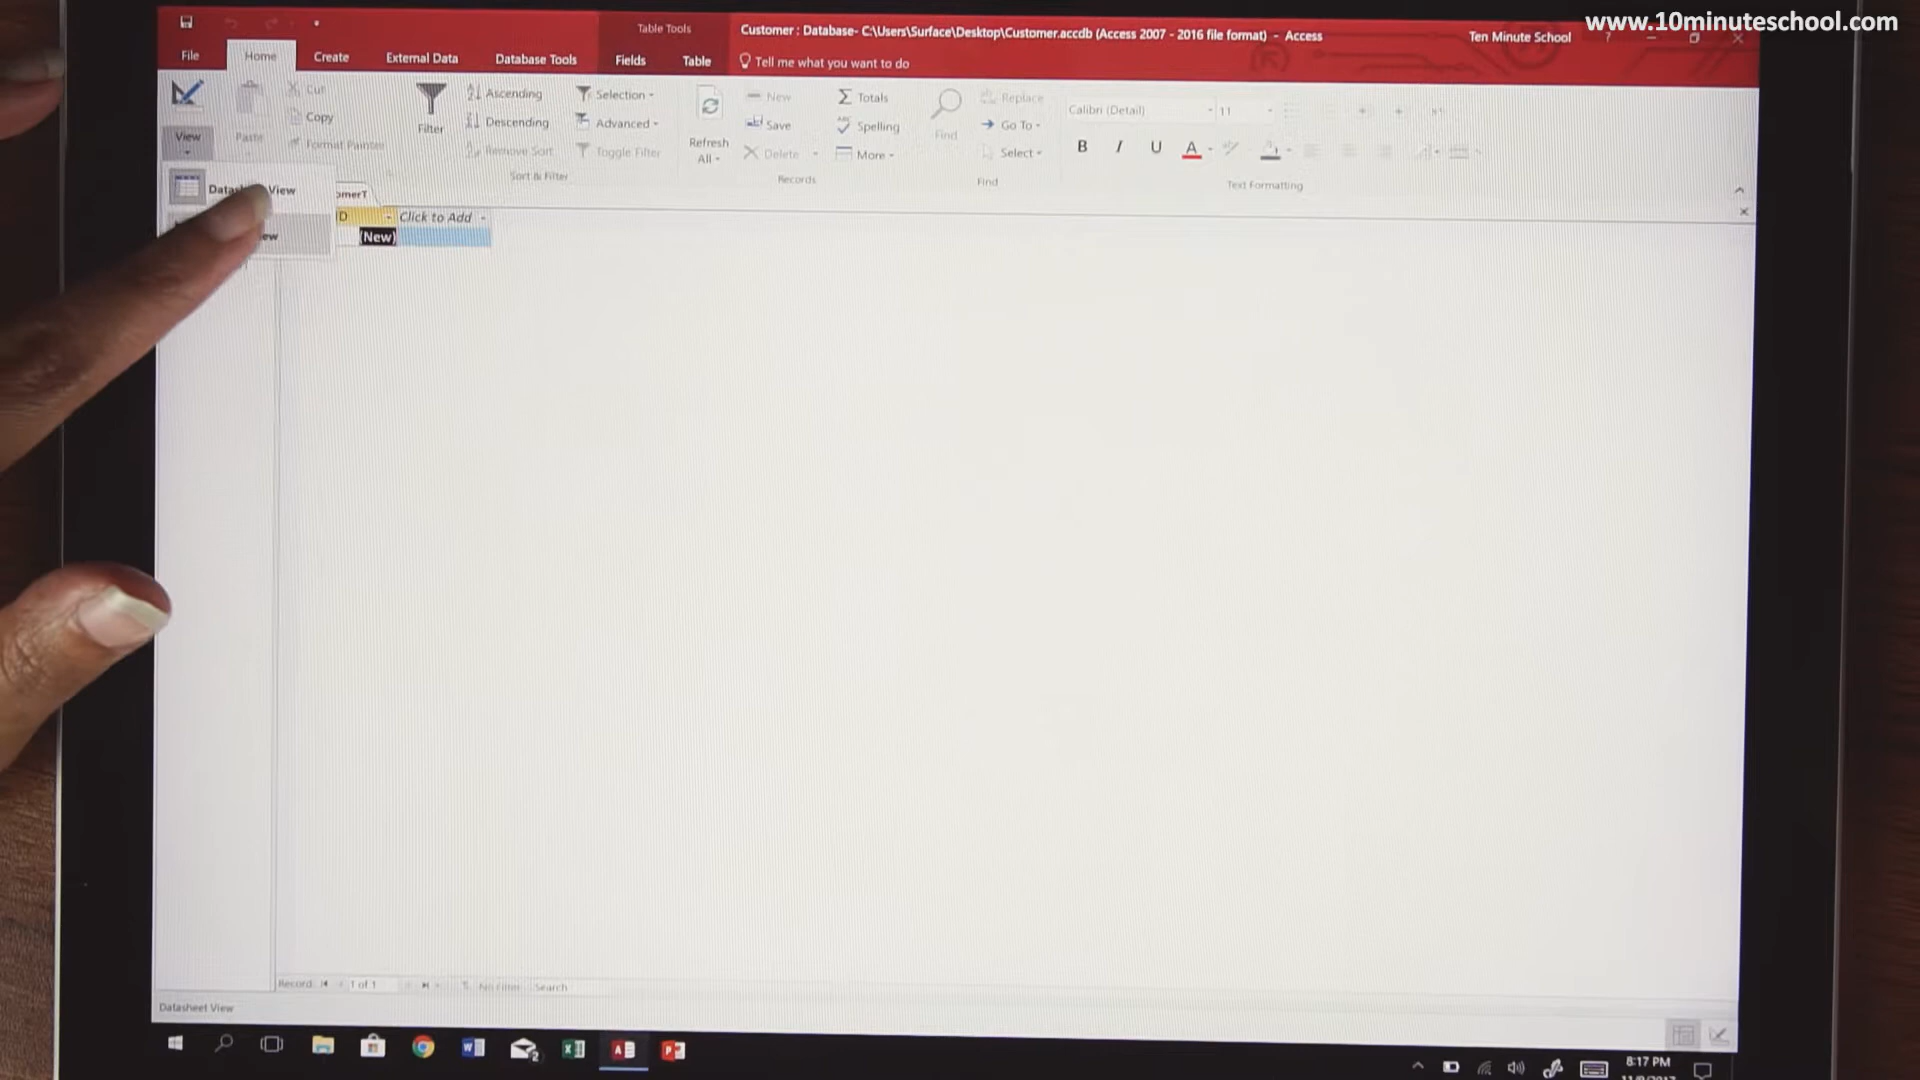 www.10minuteschool.com
Table Tools
Customer : Database- C:\Users\Surface\Desktop\Customer.accdb (Access 2007 - 2016 file format) - Access
Ten Minute School
?
File
Home
Create
External Data
Database Tools
Fields
Table
Tell me what you want to do
View
Paste
Cut
Copy
Format Painter
Filter
Ascending
Descending
Remove Sort
Selection
Advanced
Toggle Filter
Sort & Filter
Refresh
All
New
Save
Delete
Totals
Spelling
More
Records
Find
Replace
Go To
Select
Find
Calibri (Detail)
11
B I U A
Text Formatting
View
Click to Add
(New)
Record:
1 of 1
No Filter
Search
Datasheet View
2
8:17 PM